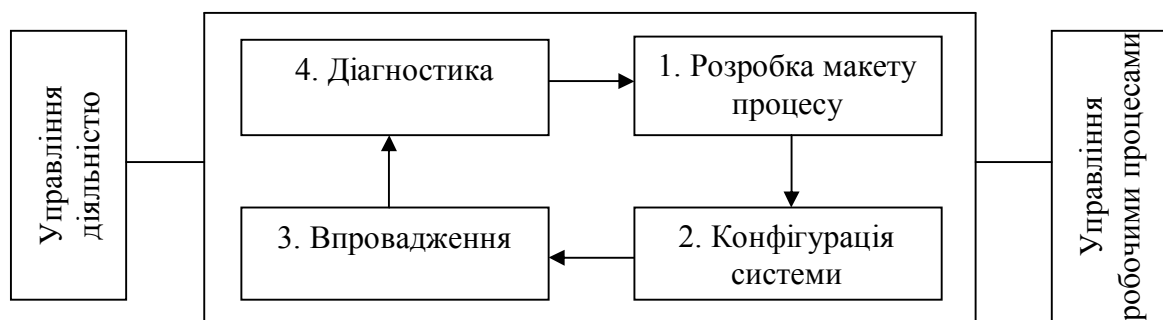 Управління
діяльністю
4. Діагностика
1. Розробка макету
процесу
3. Впровадження
2. Конфігурація
системи
Управління
робочими процесами